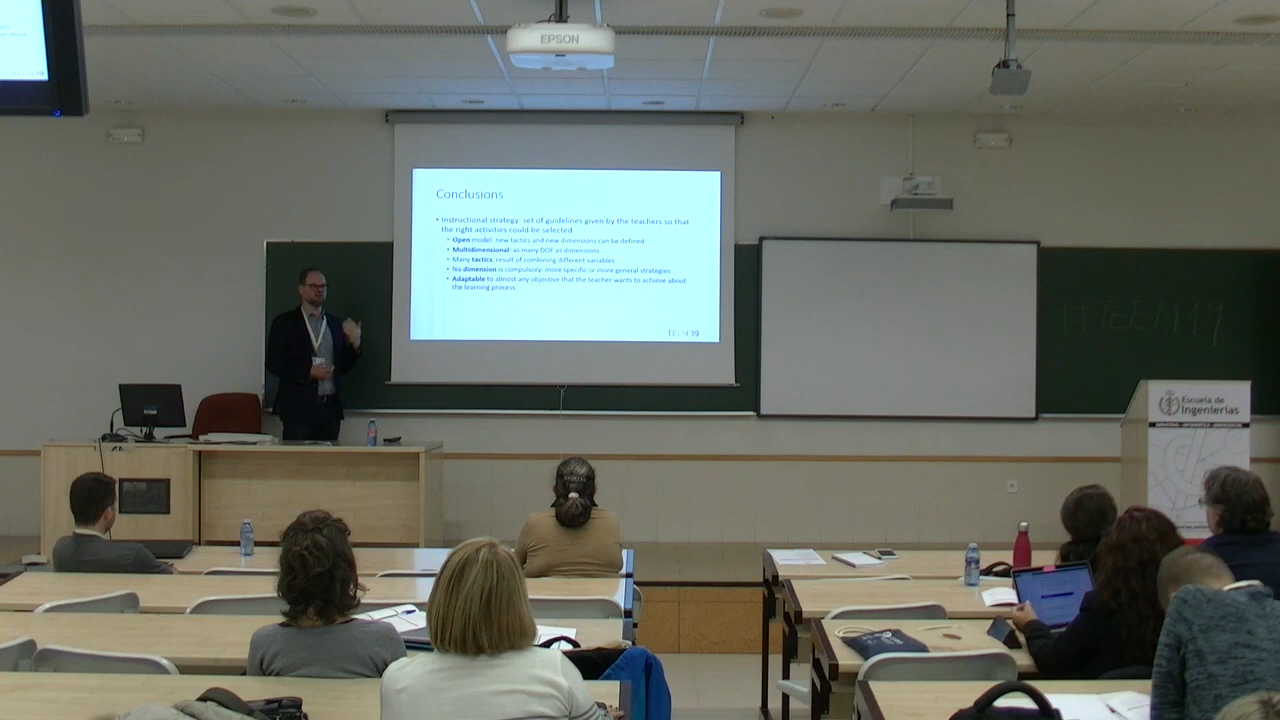 EPSON
Conclusions
• Instructional strategy: set of guidelines given by the teachers so that
the right activities could be selected
• Open model: new tactics and new dimensions can be defined
• Multidimensional: as many DOF as dimensions
• Many tactics, result of combining different variables
• No dimension is compulsory: more specific or more general strategies
• Adaptable to almost any objective that the teacher wants to achieve about
the learning process.
TEEM'19
TEEM19
Escuela de
Ingenierías